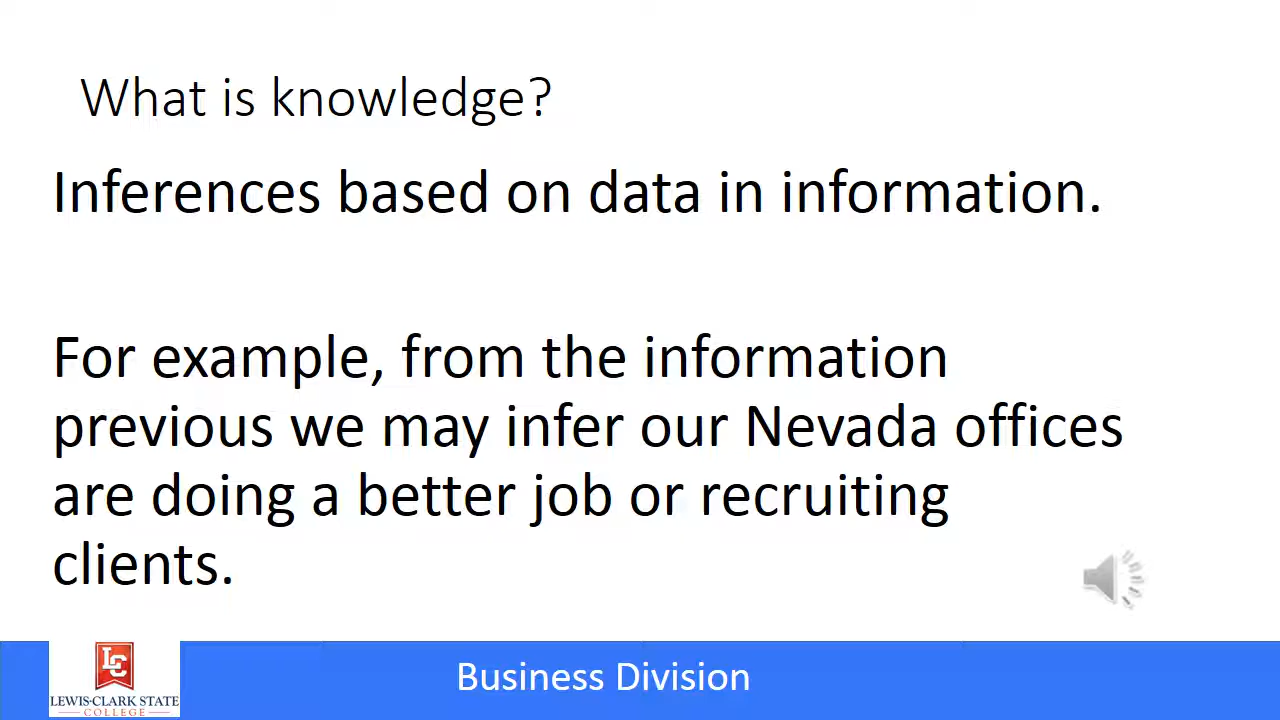 What is knowledge?
Inferences based on data in information.
For example, from the information
previous we may infer our Nevada offices
are doing a better job or recruiting
clients.
LC
LEWIS-CLARK STATE
COLLEGE
Business Division